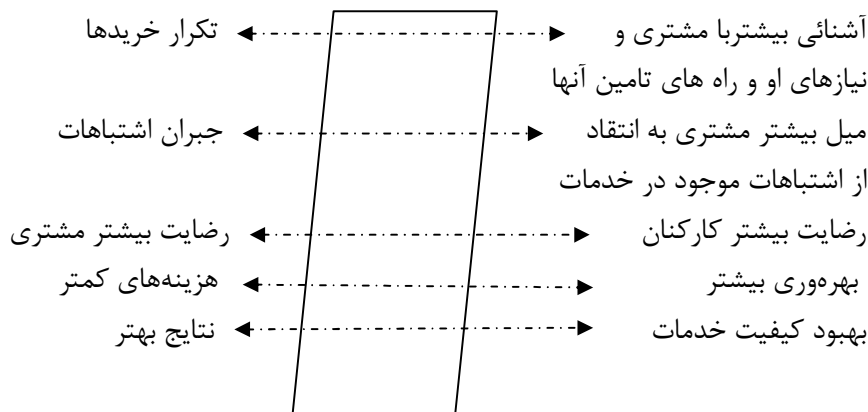 آشنائی بیشتربا مشتری و تکرار خریدها
نیازهای او و راه های تامین آنها
میل بیشتر مشتری به انتقاد جبران اشتباهات
از اشتباهات موجود در خدمات
رضایت بیشتر کارکنان رضایت بیشتر مشتری
بهره‌وری بیشتر هزینه‌های کمتر
بهبود کیفیت خدمات نتایج بهتر